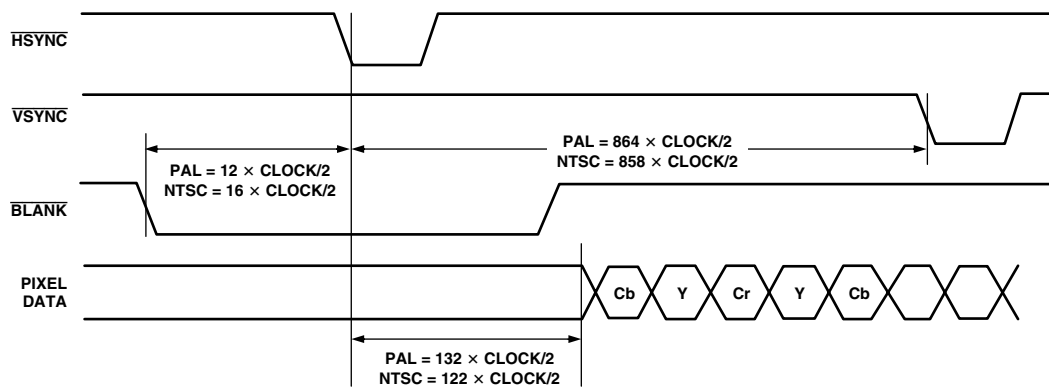 HSYNC
VSYNC
PAL = 864 × CLOCK/2
NTSC = 858 × CLOCK/2
PAL = 12 × CLOCK/2
NTSC = 16 × CLOCK/2
BLANK
PIXEL
DATA
Cb Y Cr Y Cb
PAL = 132 × CLOCK/2
NTSC = 122 × CLOCK/2